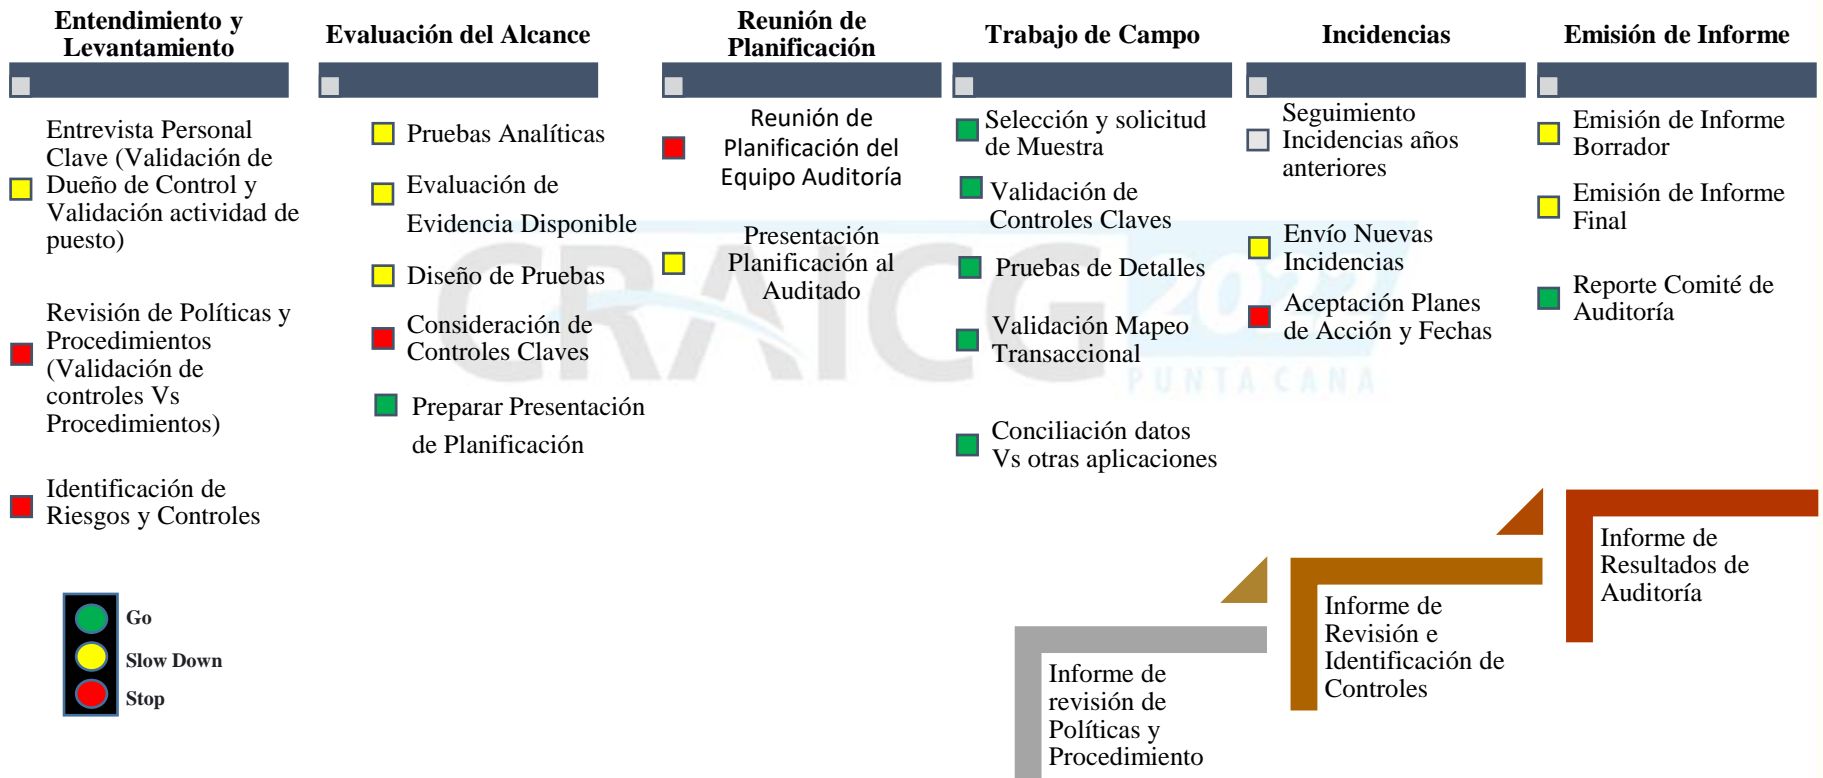 Entendimiento y
Levantamiento
Entrevista Personal
Clave (Validación de
Dueño de Control y
Validación actividad de
puesto)
Revisión de Políticas y
Procedimientos
(Validación de
controles Vs
Procedimientos)
Identificación de
Riesgos y Controles
Evaluación del Alcance
Pruebas Analíticas
Evaluación de
Evidencia Disponible
Diseño de Pruebas
Consideración de
Controles Claves
Preparar Presentación
de Planificación
Reunión de
Planificación
Reunión de
Planificación del
Equipo Auditoría
Presentación
Planificación al
Auditado
Trabajo de Campo
Selección y solicitud
de Muestra
Validación de
Controles Claves
Pruebas de Detalles
Validación Mapeo
Transaccional
Conciliación datos
Vs otras aplicaciones
Incidencias
Seguimiento
Incidencias años
anteriores
Envío Nuevas
Incidencias
Aceptación Planes
de Acción y Fechas
Emisión de Informe
Emisión de Informe
Borrador
Emisión de Informe
Final
Reporte Comité de
Auditoría
Go
Slow Down
Stop
Informe de
revisión de
Políticas y
Procedimiento
Informe de
Revisión e
Identificación de
Controles
Informe de
Resultados de
Auditoría
CRAICG 2022
PUNTA CANA